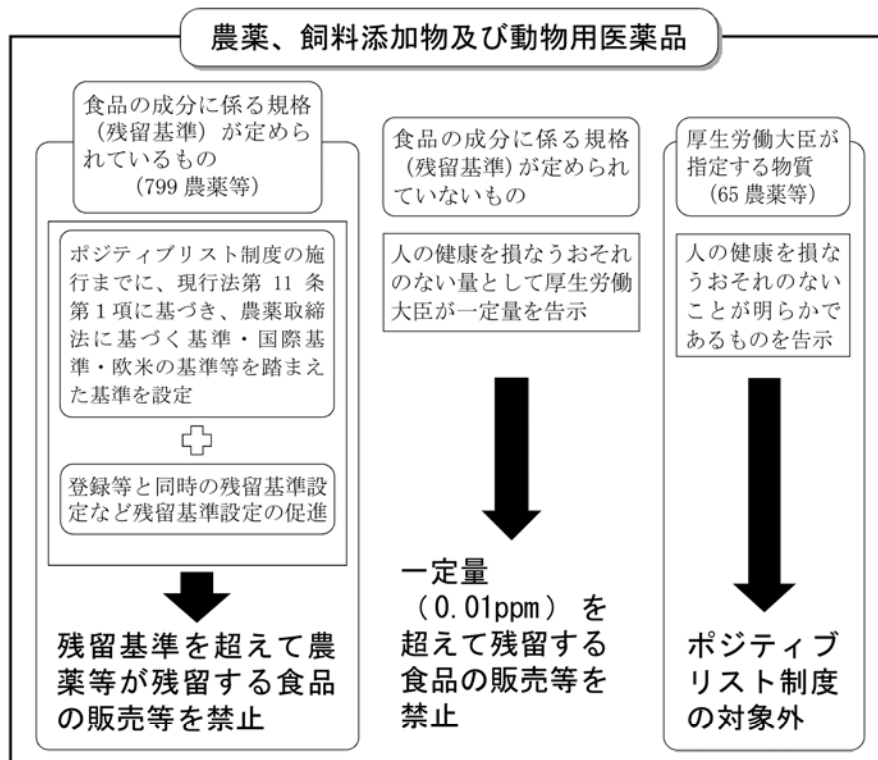 農薬、飼料添加物及び動物用医薬品
食品の成分に係る規格
(残留基準)が定めら
れているもの
(799 農薬等)
ポジティブリスト制度の施
行までに、現行法第 11 条
第1項に基づき、農薬取締
法に基づく基準・国際基
準・欧米の基準等を踏まえ
た基準を設定
登録等と同時の残留基準設
定など残留基準設定の促進
残留基準を超えて農
薬等が残留する食品
の販売等を禁止
食品の成分に係る規格
(残留基準)が定められ
ていないもの
人の健康を損なうおそれ
のない量として厚生労働
大臣が一定量を告示
一定量
(0.01ppm) を
超えて残留する
食品の販売等を
禁止
厚生労働大臣が
指定する物質
(65 農薬等)
人の健康を損な
うおそれのない
ことが明らかで
あるものを告示
ポジティブ
リスト制度
の対象外